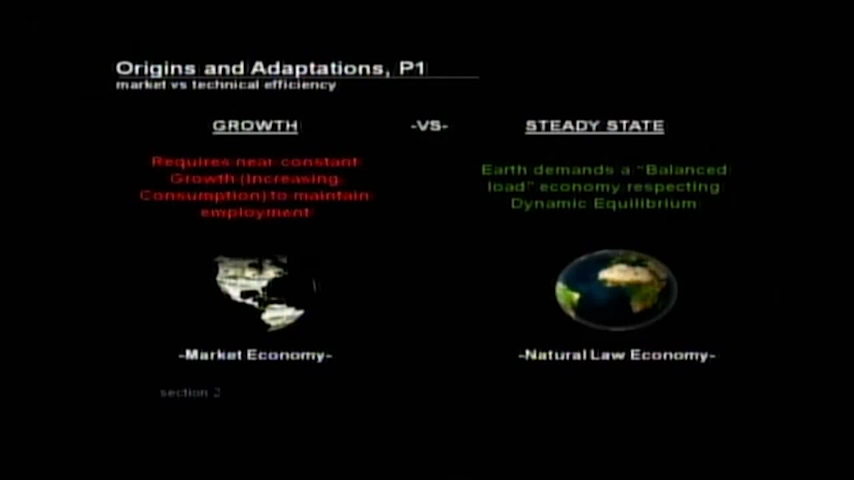 Origins and Adaptations, P1
market vs technical efficiency
GROWTH -VS- STEADY STATE
Requires near constant
Growth (Increasing
Consumption) to maintain
employment
Earth demands a "Balanced
load" economy respecting
Dynamic Equilibrium
-Market Economy-
-Natural Law Economy-
section 2